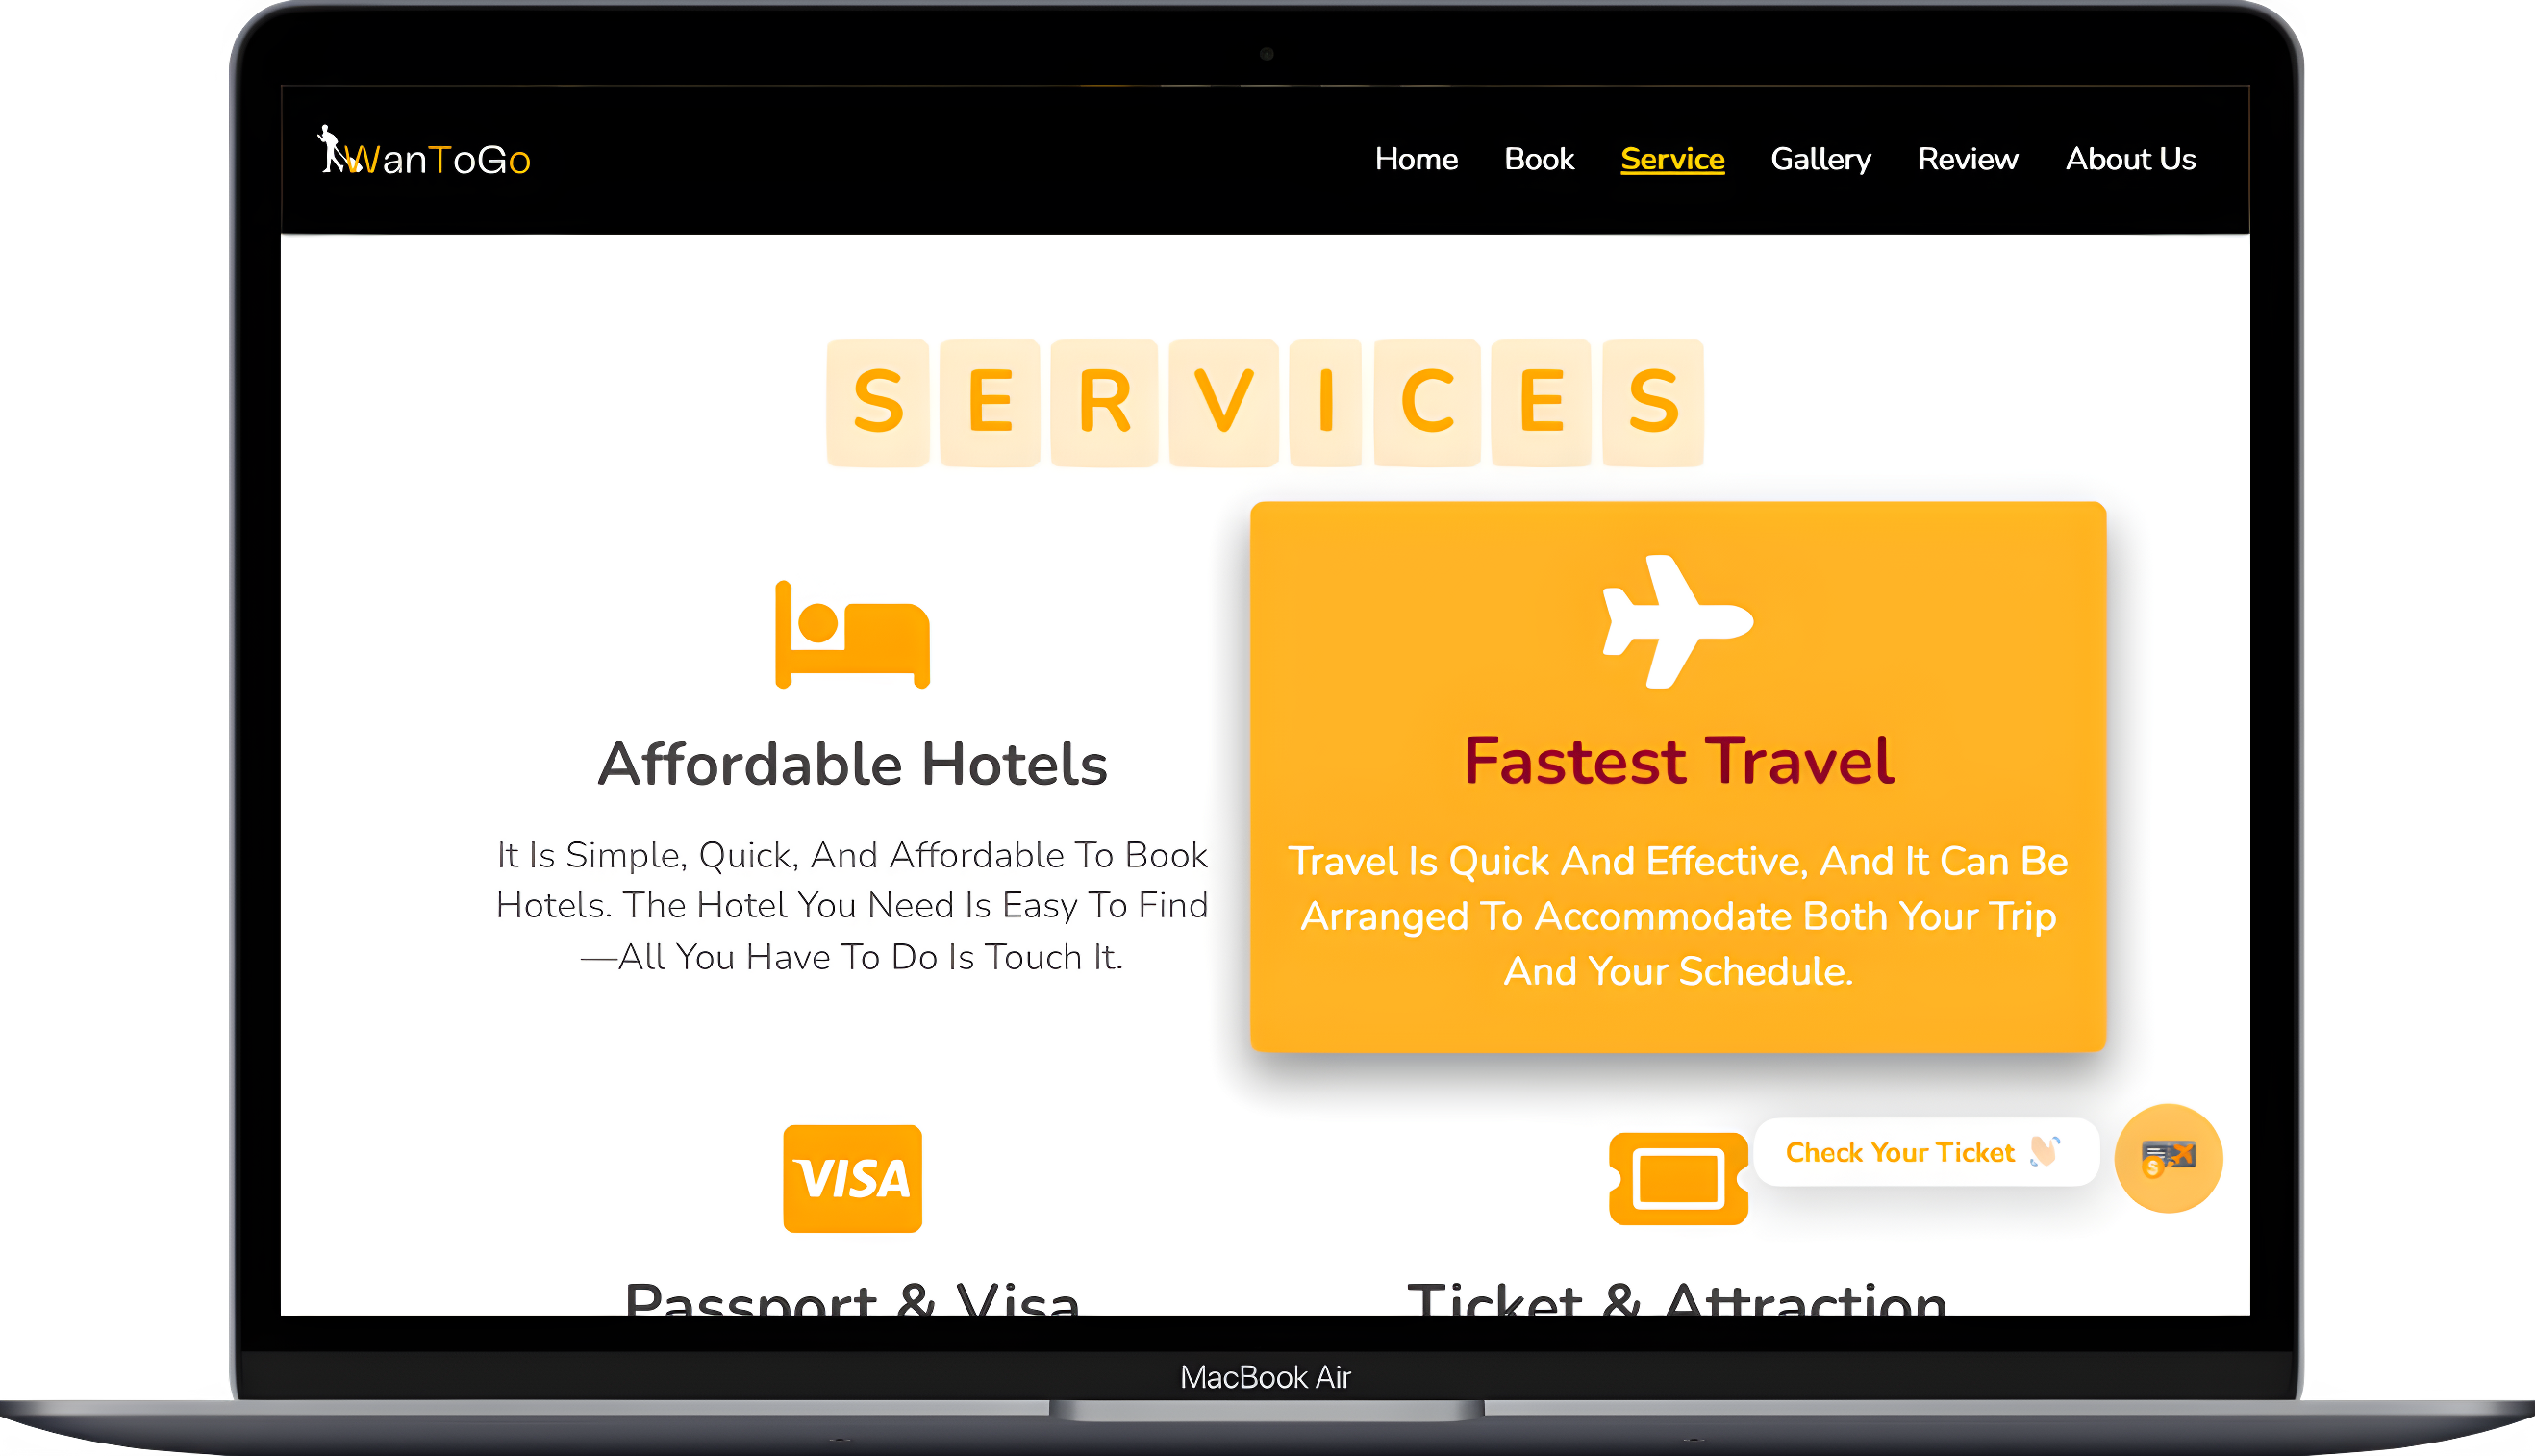 WanToGo
Home Book Service Gallery Review About Us
SERVICES
Affordable Hotels
It Is Simple, Quick, And Affordable To Book
Hotels. The Hotel You Need Is Easy To Find
—All You Have To Do Is Touch It.
Fastest Travel
Travel Is Quick And Effective, And It Can Be
Arranged To Accommodate Both Your Trip
And Your Schedule.
VISA
Passport & Visa
Check Your Ticket
$
Ticket & Attraction
MacBook Air